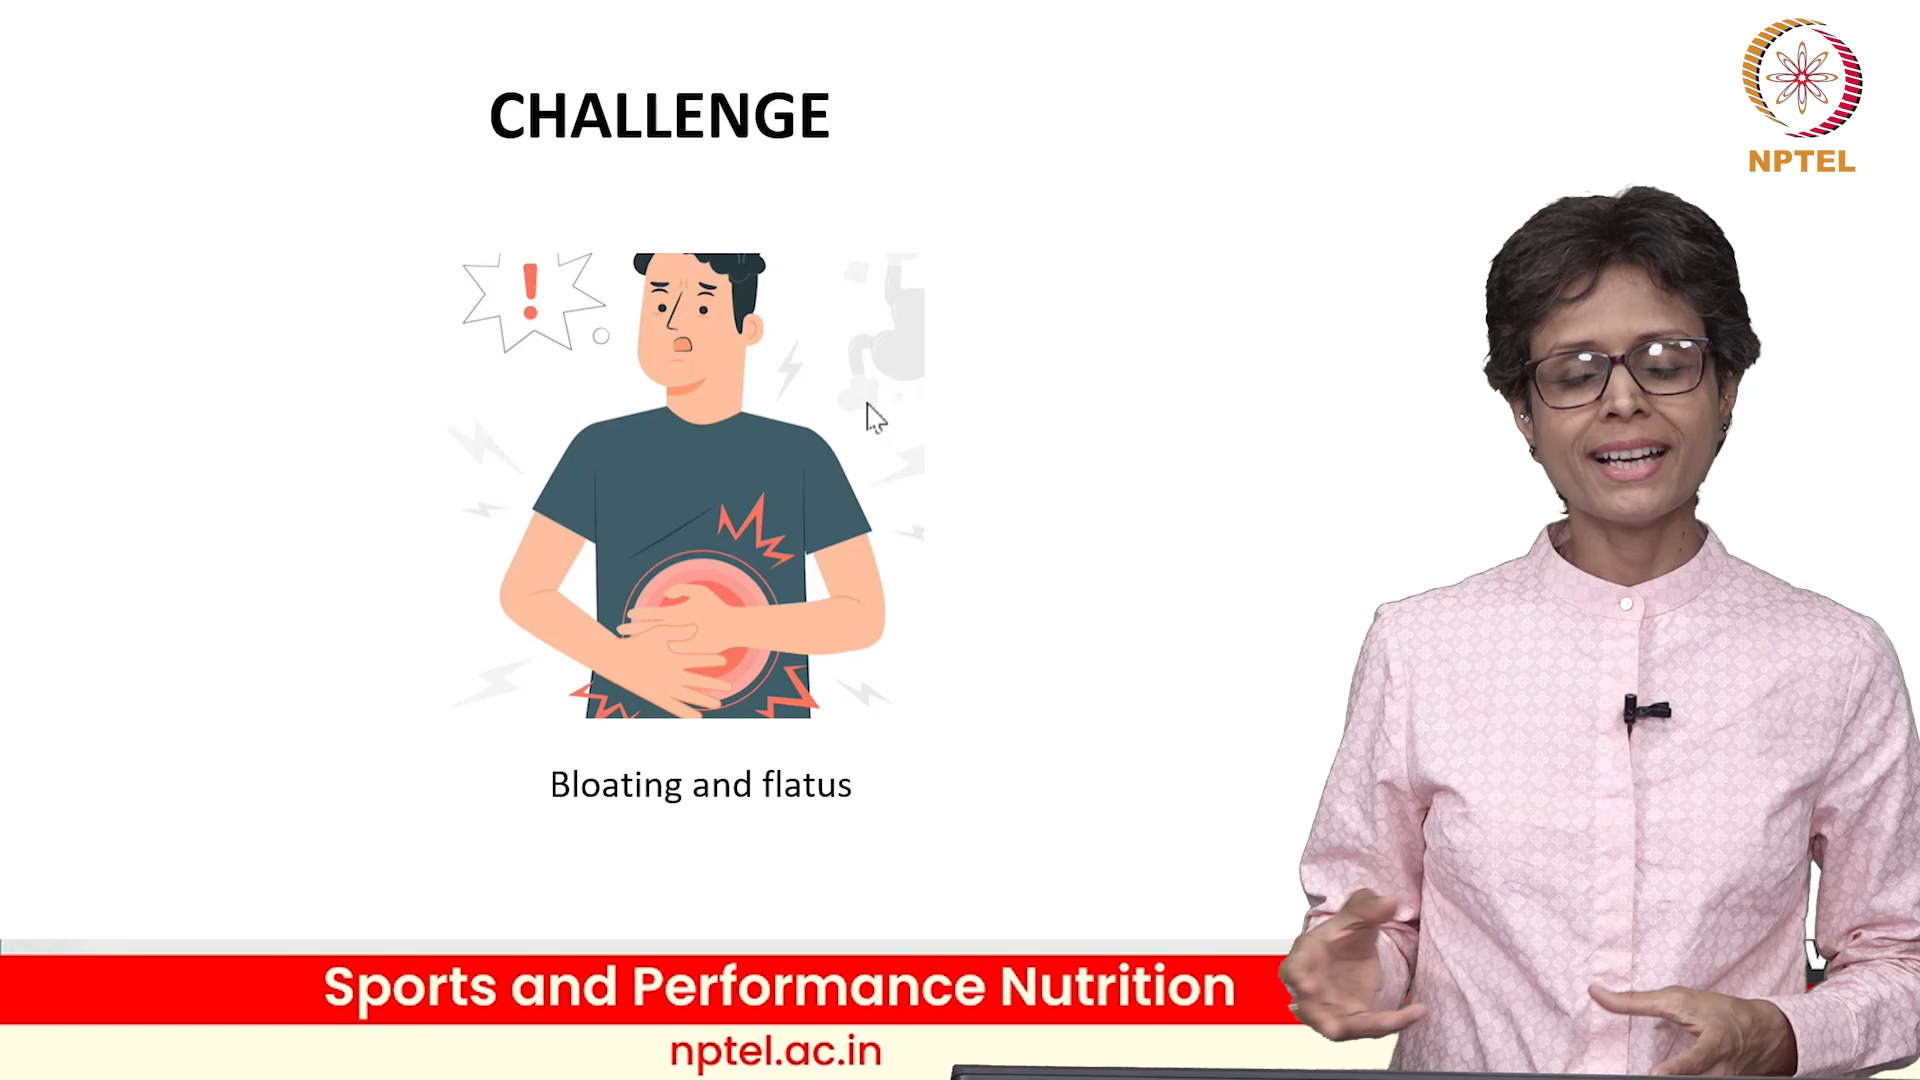 CHALLENGE
NPTEL
!
Bloating and flatus
Sports and Performance Nutrition
nptel.ac.in